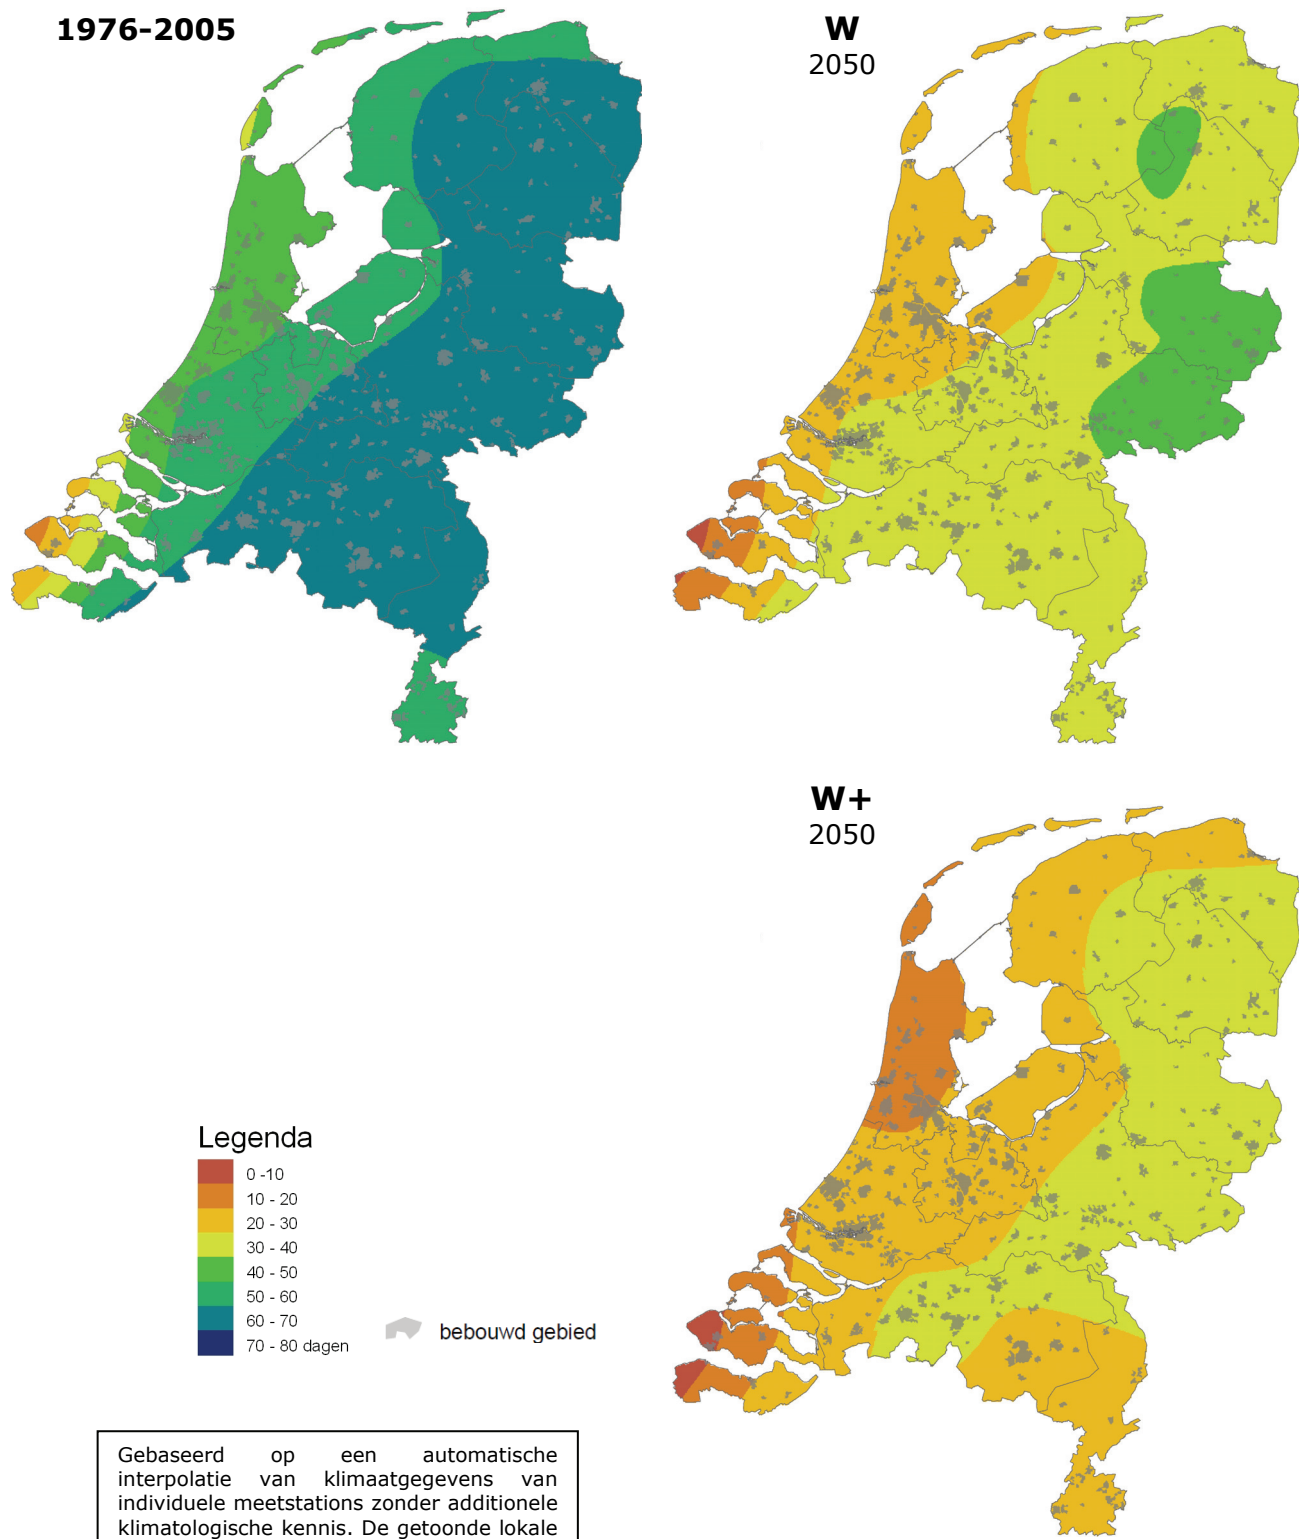 1976-2005
W
2050
W+
2050
Legenda
0 -10
10 - 20
20 - 30
30 - 40
40 - 50
50 - 60
60 - 70
70 - 80 dagen
bebouwd gebied
Gebaseerd op een automatische
interpolatie van klimaatgegevens van
individuele meetstations zonder additionele
klimatologische kennis. De getoonde lokale